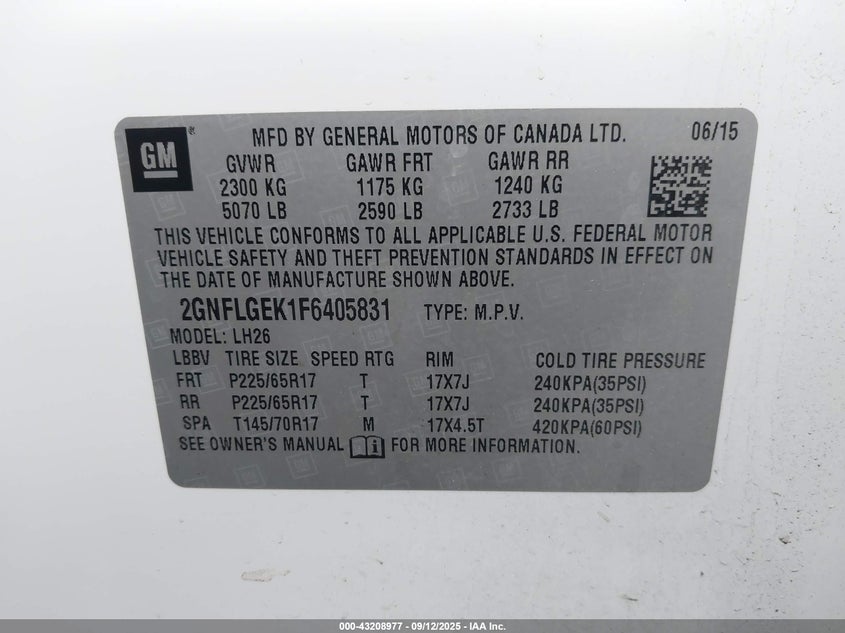 GM ® MFD BY GENERAL MOTORS OF CANADA LTD. 06/15
GVWR GAWR FRT GAWR RR
2300 KG 1175 KG 1240 KG
5070 LB 2590 LB 2733 LB
THIS VEHICLE CONFORMS TO ALL APPLICABLE U.S. FEDERAL MOTOR
VEHICLE SAFETY AND THEFT PREVENTION STANDARDS IN EFFECT ON
THE DATE OF MANUFACTURE SHOWN ABOVE.
2GNFLGEK1F6405831 TYPE: M.P.V.
MODEL: LH26
LBBV TIRE SIZE SPEED RTG RIM COLD TIRE PRESSURE
FRT P225/65R17 T 17X7J 240KPA(35PSI)
RR P225/65R17 T 17X7J 240KPA(35PSI)
SPA T145/70R17 M 17X4.5T 420KPA(60PSI)
SEE OWNER'S MANUAL i FOR MORE INFORMATION.
000-43208977 - 09/12/2025 - IAA Inc.